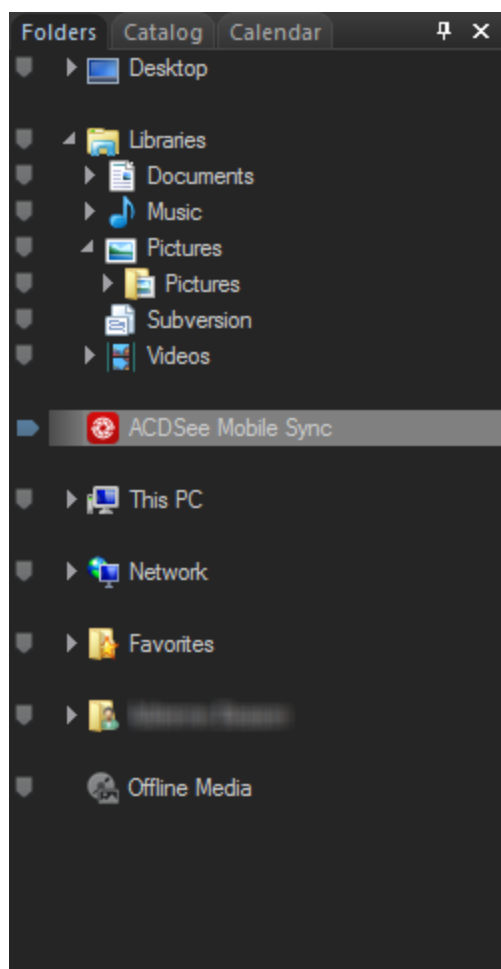 Folders Catalog Calendar
Desktop
Libraries
Documents
Music
Pictures
Pictures
Subversion
Videos
ACDSee Mobile Sync
This PC
Network
Favorites
Offline Media